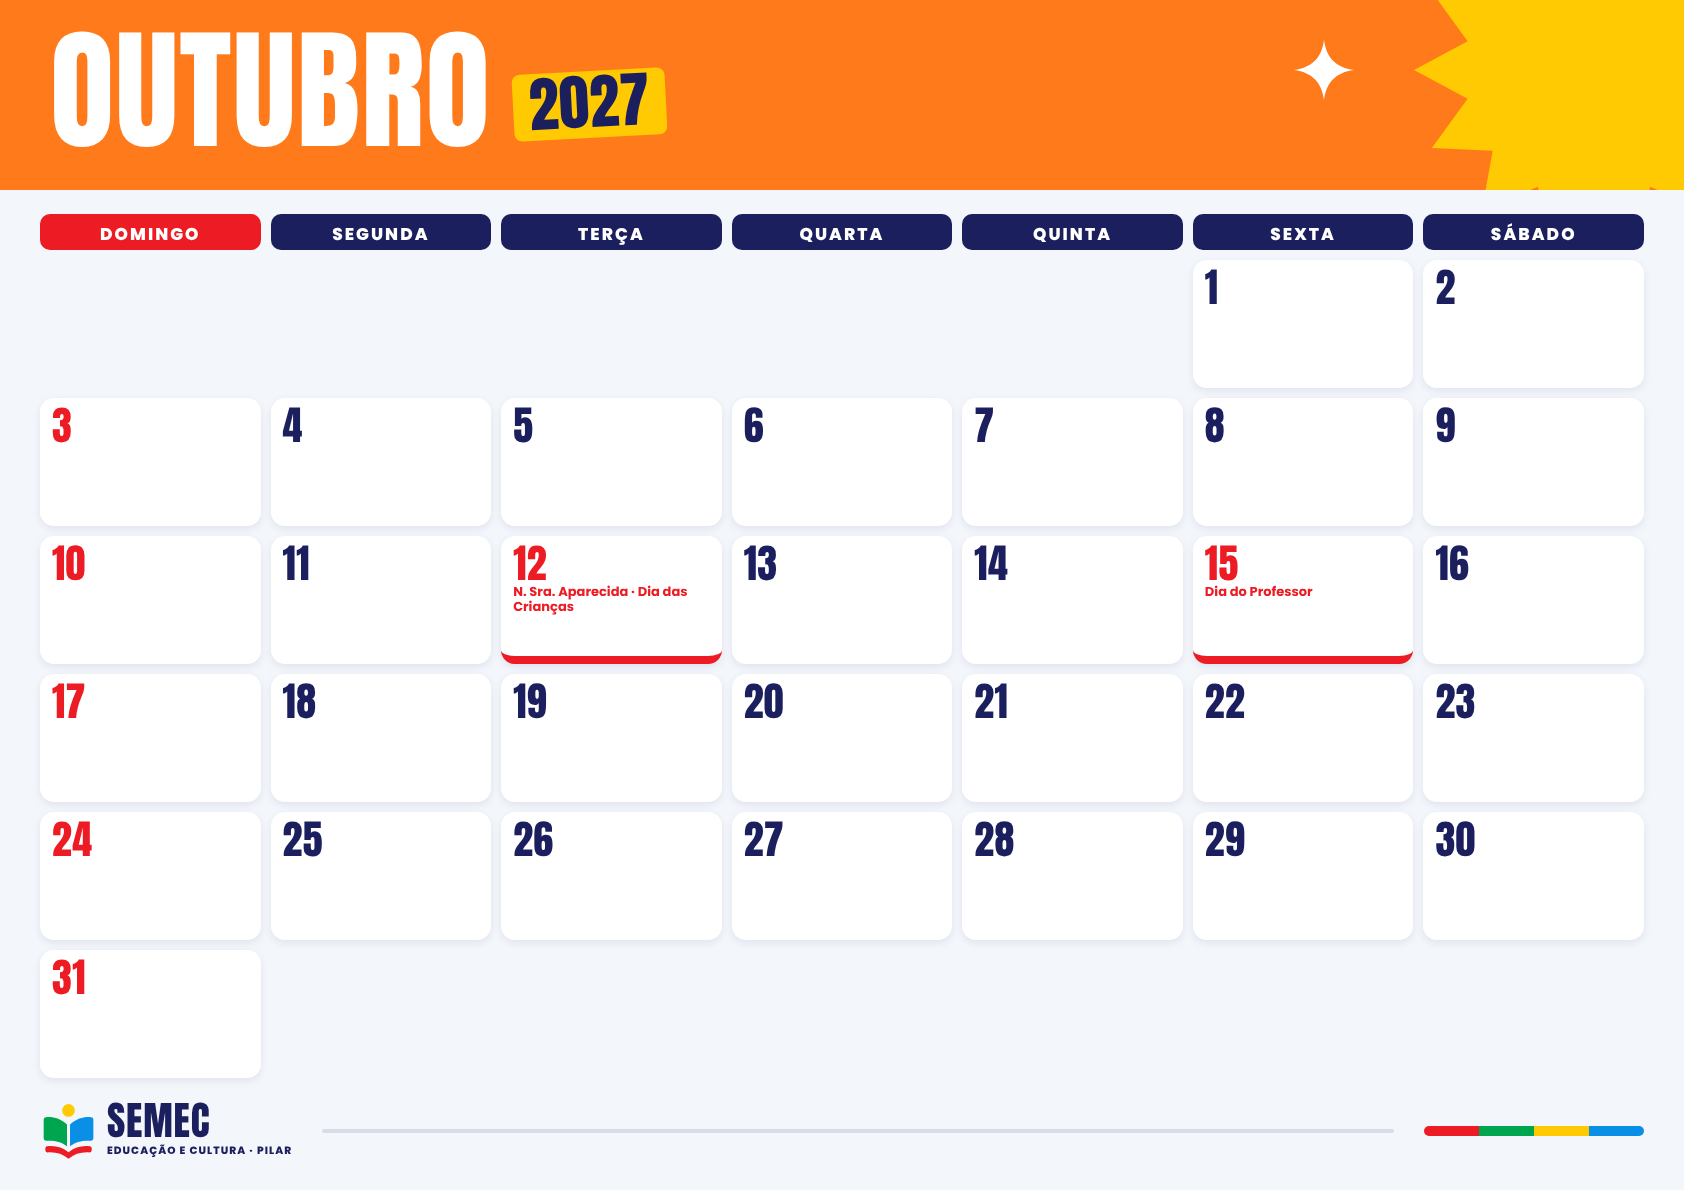 OUTUBRO 2027
DOMINGO SEGUNDA TERÇA QUARTA QUINTA SEXTA SÁBADO
1 2
3 4 5 6 7 8 9
10 11 12 13 14 15 16
N. Sra. Aparecida · Dia das Dia do Professor
Crianças
17 18 19 20 21 22 23
24 25 26 27 28 29 30
31
SEMEC
EDUCAÇÃO E CULTURA · PILAR